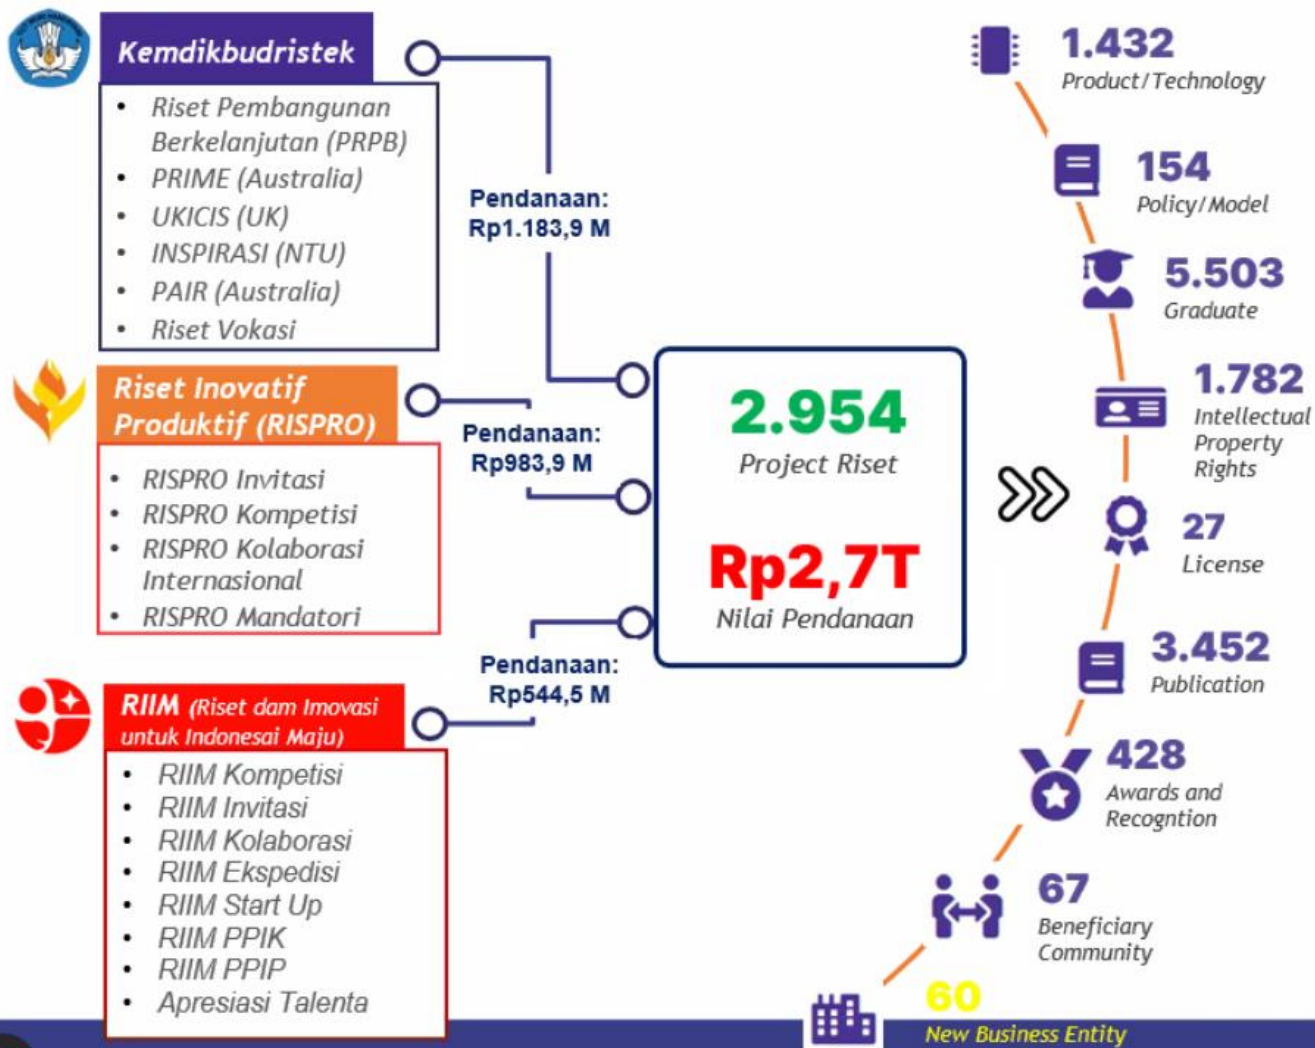 Kemdikbudristek
• Riset Pembangunan
Berkelanjutan (PRPB)
• PRIME (Australia)
• UKICIS (UK)
• INSPIRASI (NTU)
• PAIR (Australia)
• Riset Vokasi
Pendanaan:
Rp1.183,9 M
Riset Inovatif
Produktif (RISPRO)
• RISPRO Invitasi
• RISPRO Kompetisi
• RISPRO Kolaborasi
Internasional
• RISPRO Mandatori
Pendanaan:
Rp983,9 M
RIIM (Riset dam Imovasi
untuk Indonesai Maju)
• RIIM Kompetisi
• RIIM Invitasi
• RIIM Kolaborasi
• RIIM Ekspedisi
• RIIM Start Up
• RIIM PPIK
• RIIM PPIP
• Apresiasi Talenta
Pendanaan:
Rp544,5 M
2.954
Project Riset
Rp2,7T
Nilai Pendanaan
1.432
Product/Technology
154
Policy/Model
5.503
Graduate
1.782
Intellectual
Property
Rights
27
License
3.452
Publication
428
Awards and
Recogntion
67
Beneficiary
Community
60
New Business Entity